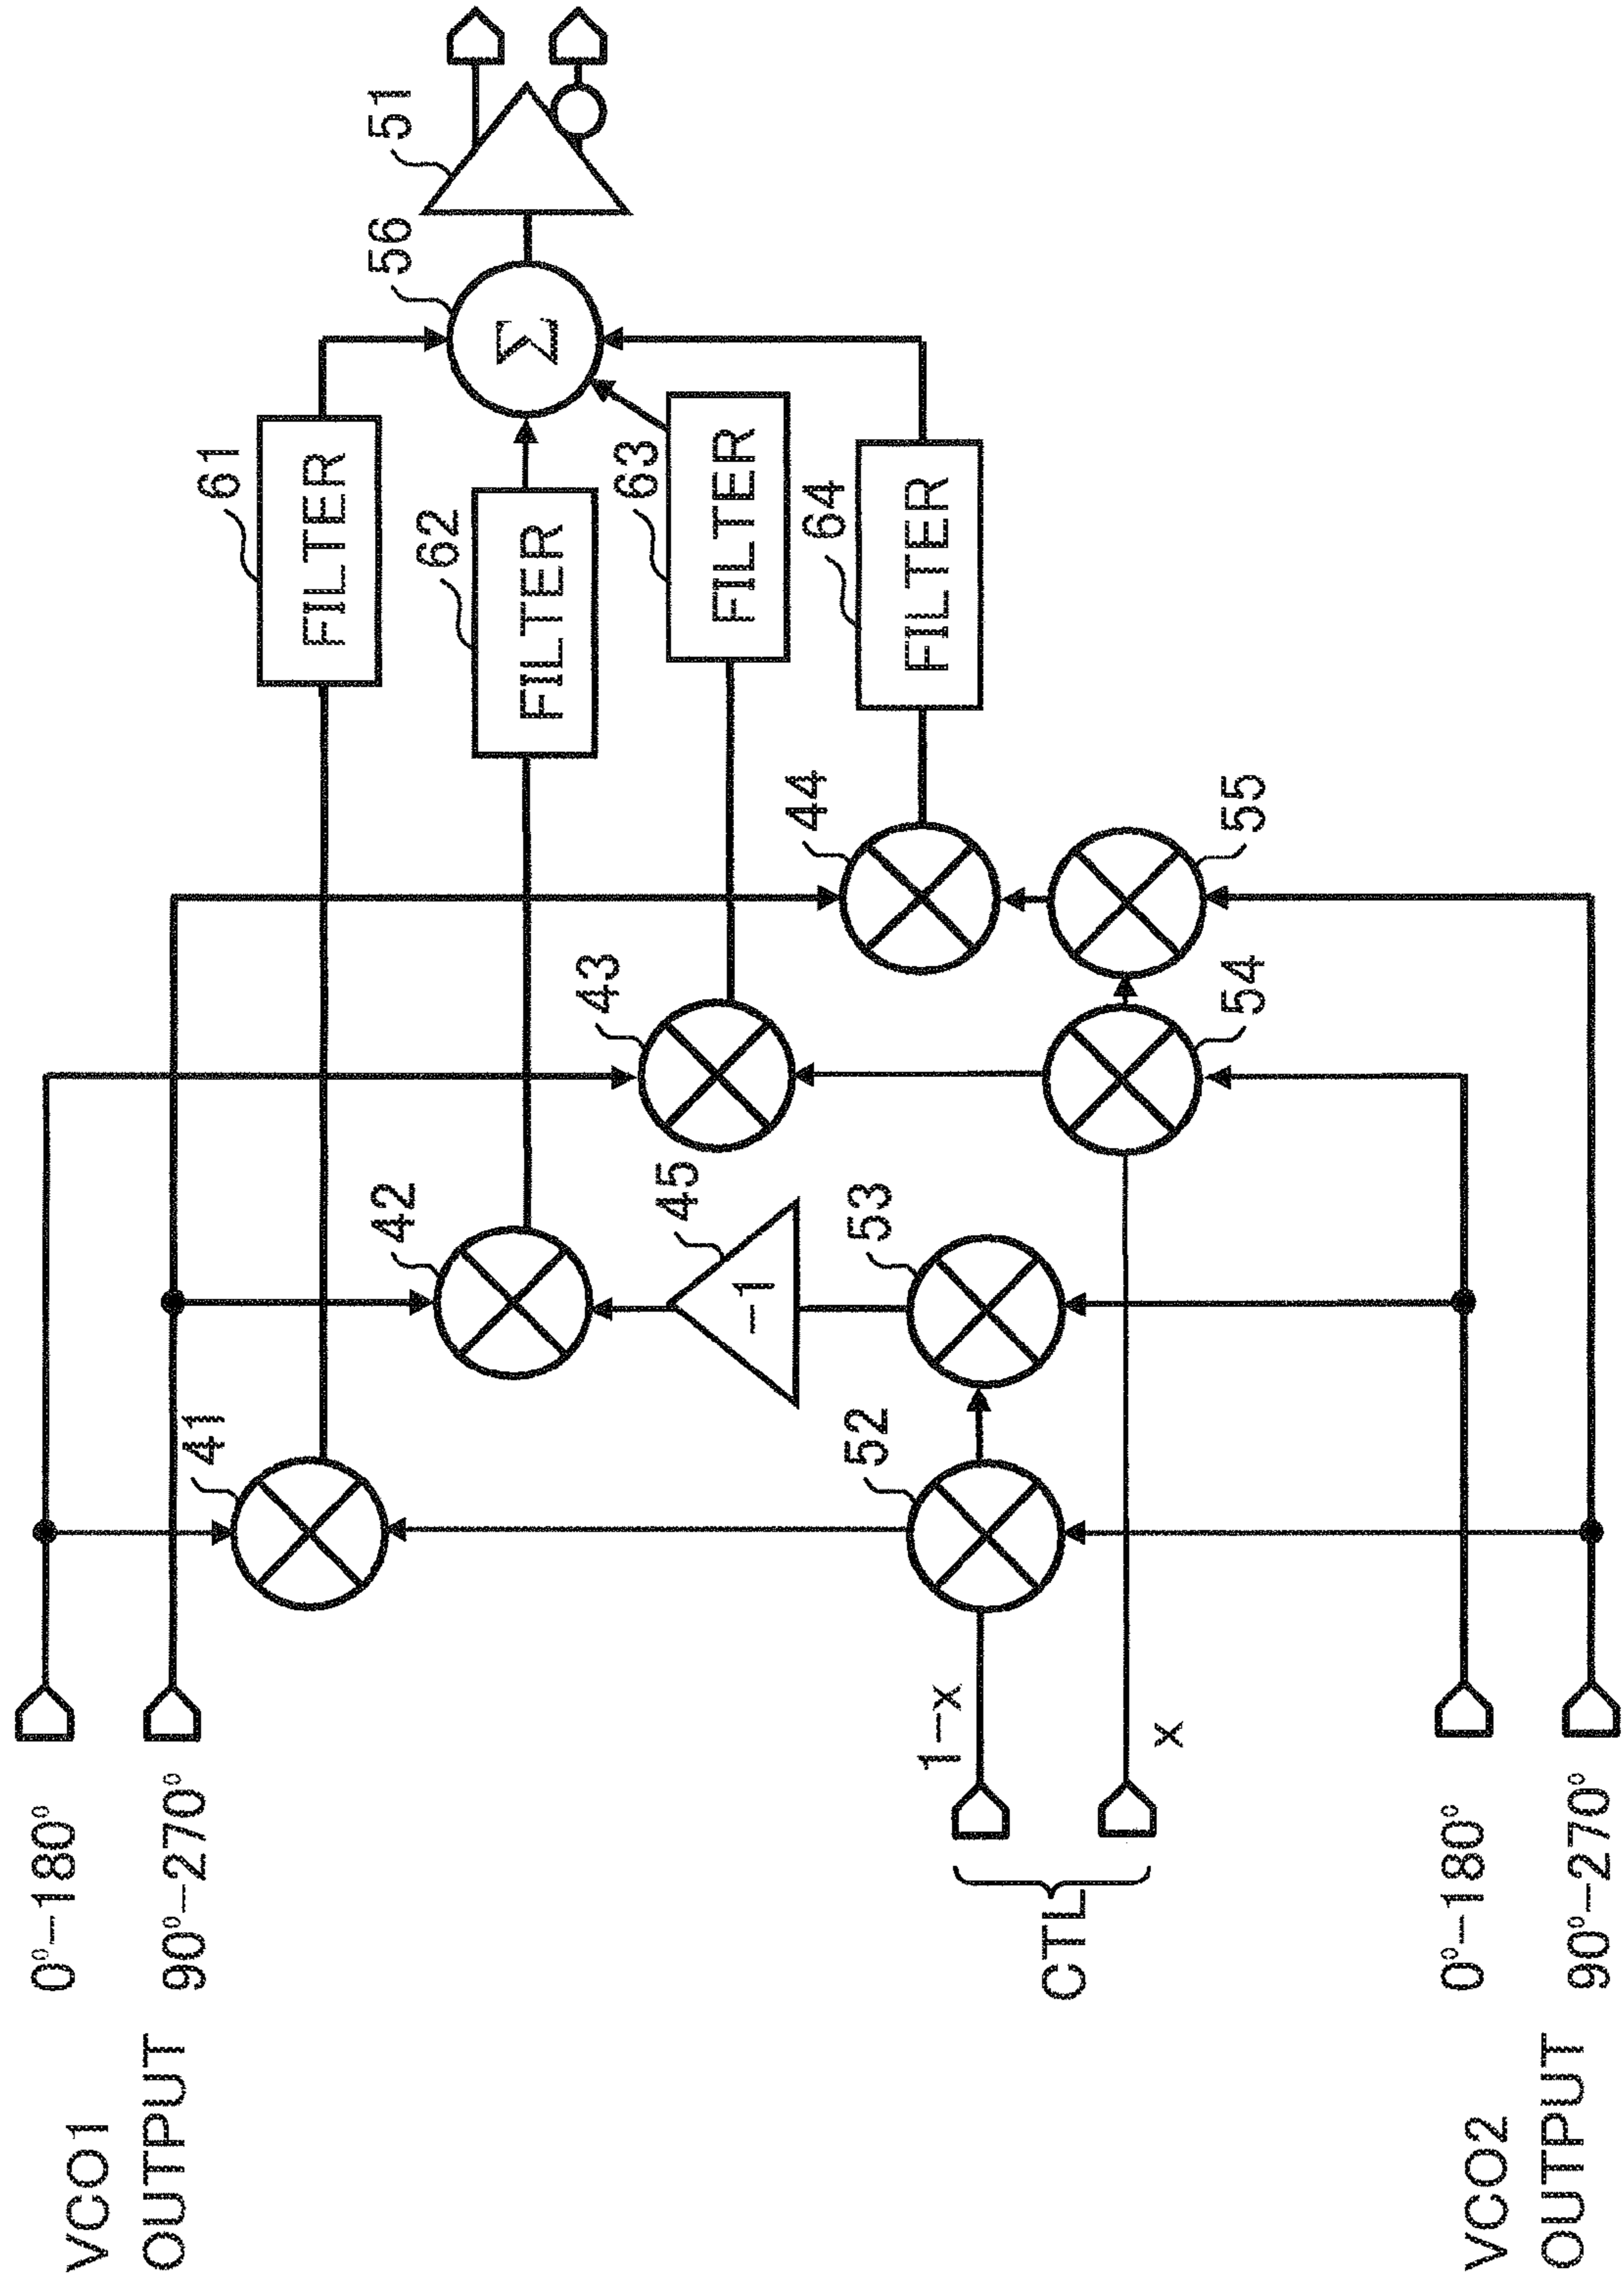 VCO1
OUTPUT
0°–180°
90°–270°
VCO2
OUTPUT
0°–180°
90°–270°
CTL
1–x
x
41
42
43
44
45
–1
52
53
54
55
61
FILTER
62
FILTER
63
FILTER
64
FILTER
56
Σ
51